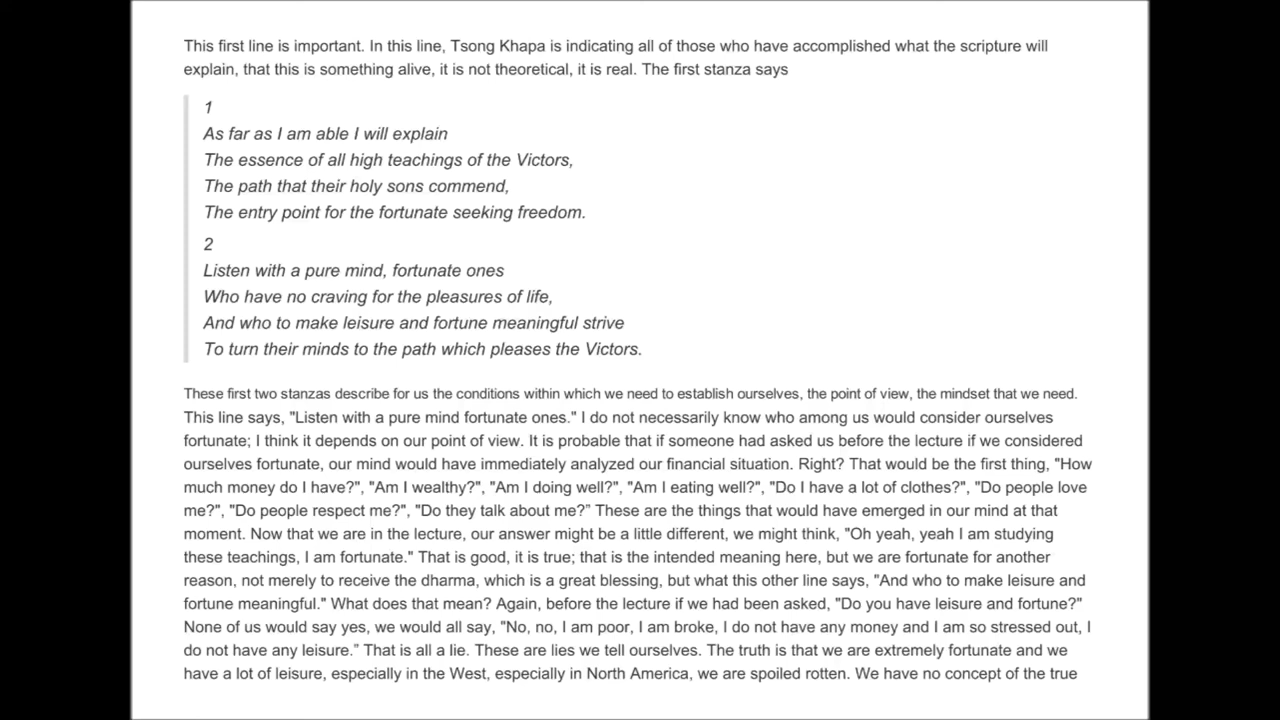 This first line is important. In this line, Tsong Khapa is indicating all of those who have accomplished what the scripture will
explain, that this is something alive, it is not theoretical, it is real. The first stanza says
1
As far as I am able I will explain
The essence of all high teachings of the Victors,
The path that their holy sons commend,
The entry point for the fortunate seeking freedom.
2
Listen with a pure mind, fortunate ones
Who have no craving for the pleasures of life,
And who to make leisure and fortune meaningful strive
To turn their minds to the path which pleases the Victors.
These first two stanzas describe for us the conditions within which we need to establish ourselves, the point of view, the mindset that we need.
This line says, "Listen with a pure mind fortunate ones." I do not necessarily know who among us would consider ourselves
fortunate; I think it depends on our point of view. It is probable that if someone had asked us before the lecture if we considered
ourselves fortunate, our mind would have immediately analyzed our financial situation. Right? That would be the first thing, "How
much money do I have?", "Am I wealthy?", "Am I doing well?", "Am I eating well?", "Do I have a lot of clothes?", "Do people love
me?", "Do people respect me?", "Do they talk about me?” These are the things that would have emerged in our mind at that
moment. Now that we are in the lecture, our answer might be a little different, we might think, "Oh yeah, yeah I am studying
these teachings, I am fortunate." That is good, it is true; that is the intended meaning here, but we are fortunate for another
reason, not merely to receive the dharma, which is a great blessing, but what this other line says, "And who to make leisure and
fortune meaningful." What does that mean? Again, before the lecture if we had been asked, "Do you have leisure and fortune?"
None of us would say yes, we would all say, "No, no, I am poor, I am broke, I do not have any money and I am so stressed out, I
do not have any leisure.” That is all a lie. These are lies we tell ourselves. The truth is that we are extremely fortunate and we
have a lot of leisure, especially in the West, especially in North America, we are spoiled rotten. We have no concept of the true